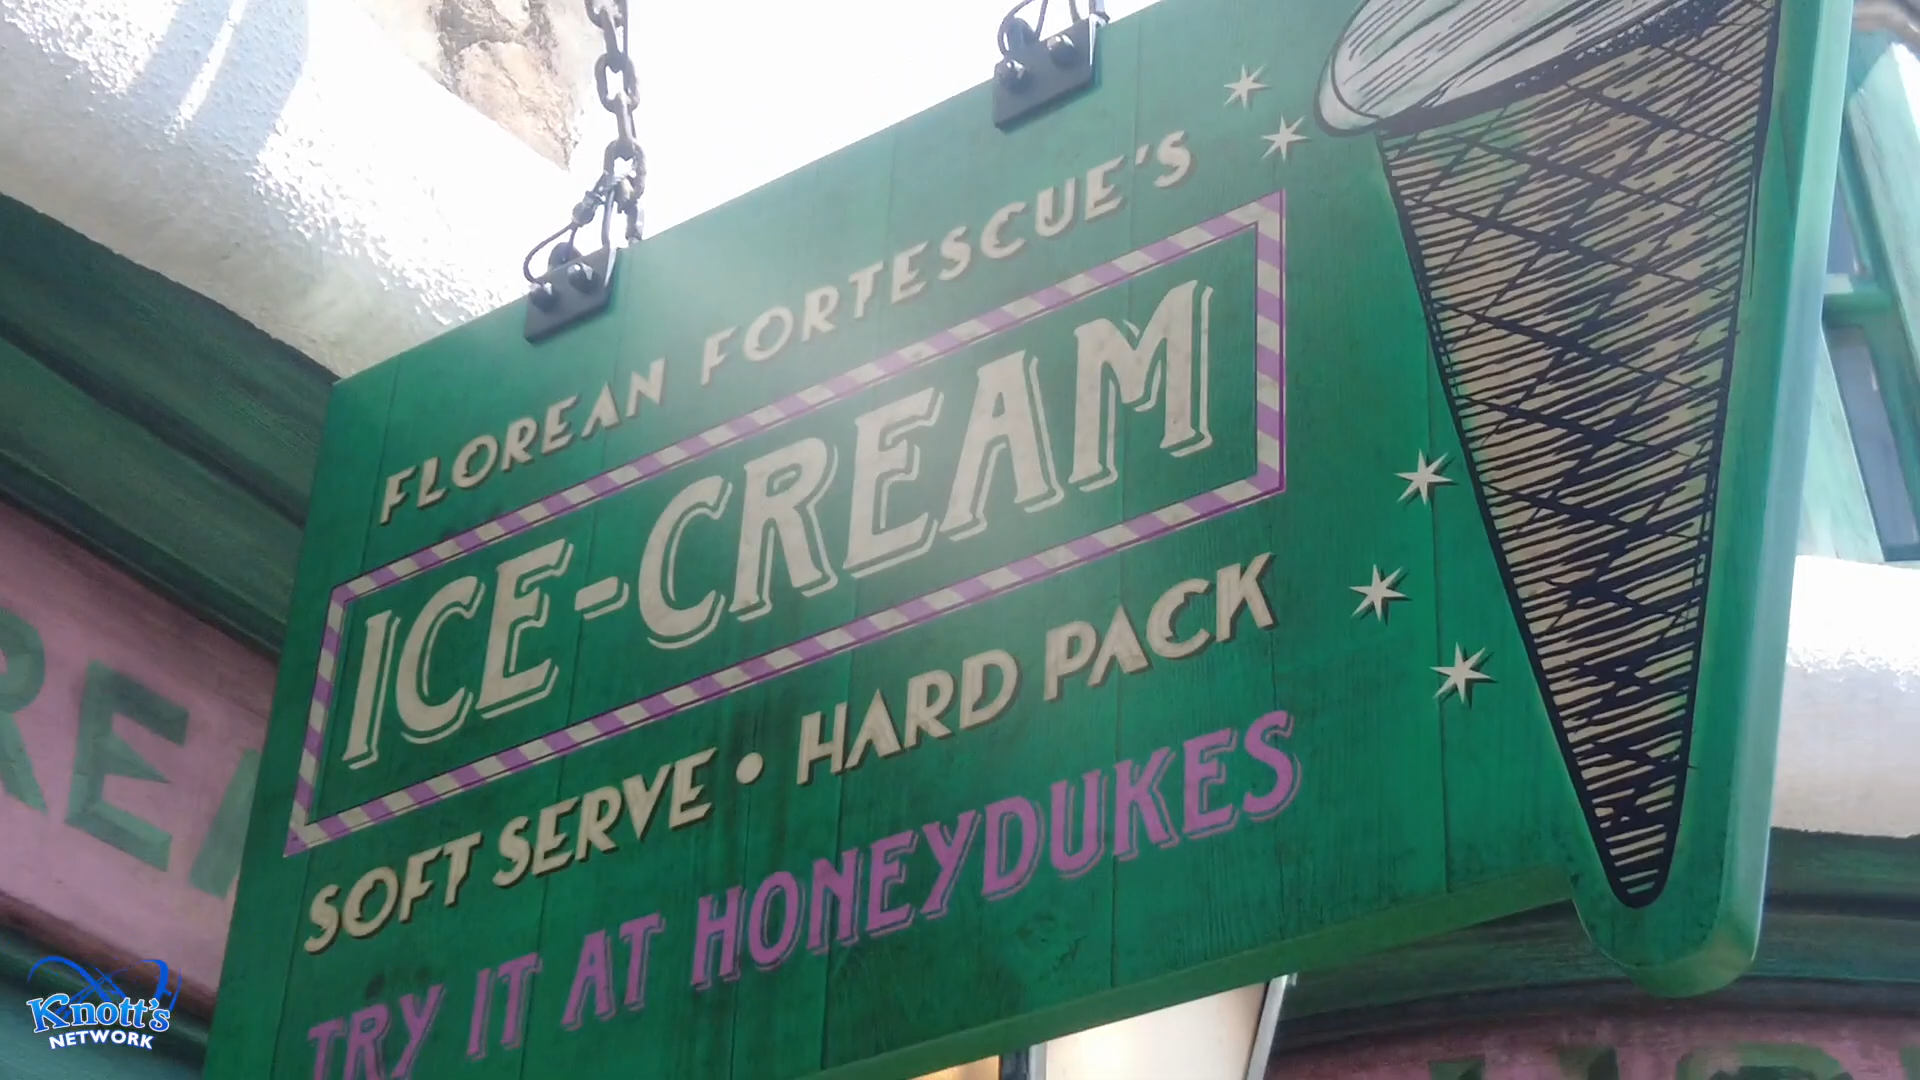 FLOREAN FORTESCUE'S
ICE-CREAM
SOFT SERVE • HARD PACK
TRY IT AT HONEYDUKES
Knott's
NETWORK